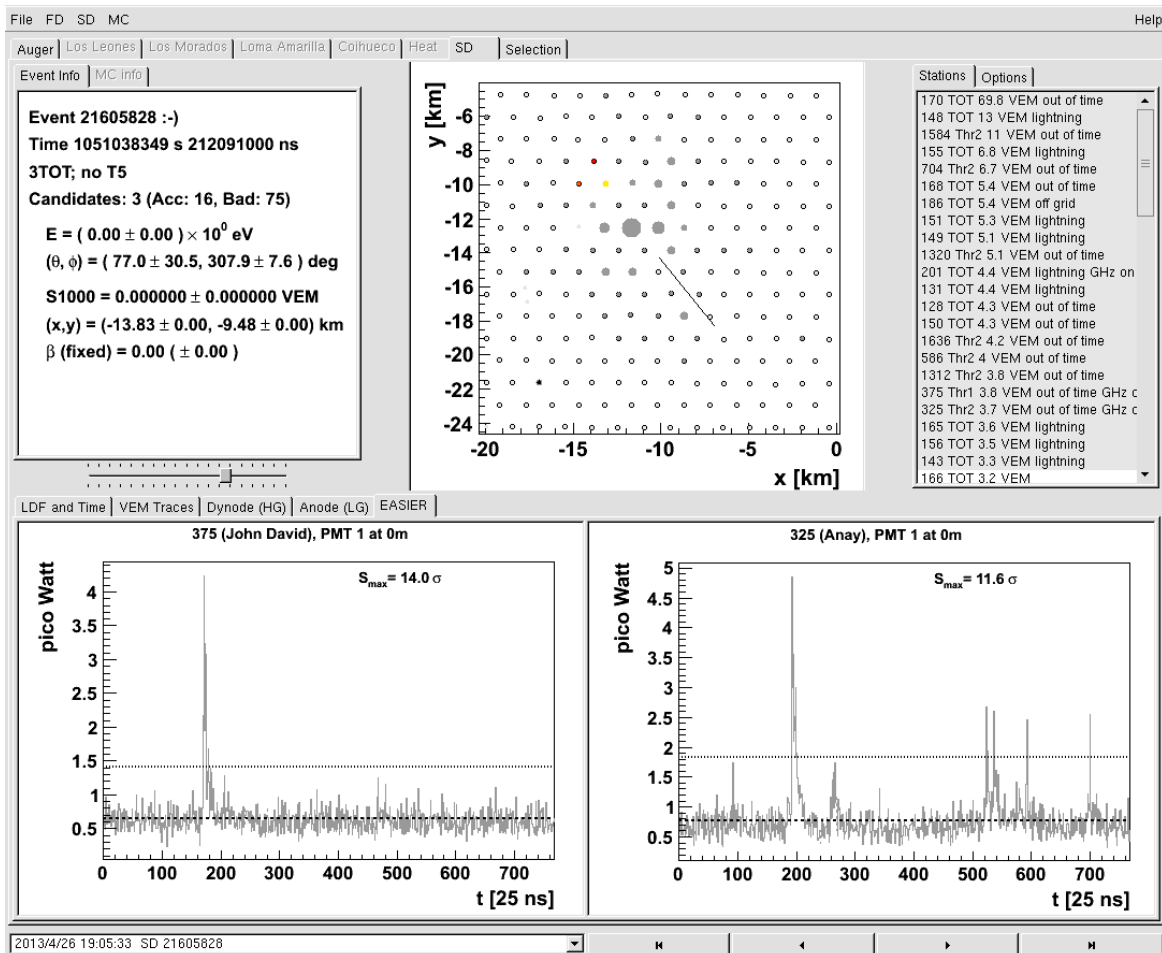 File FD SD MC Help
Auger Los Leones Los Morados Loma Amarilla Coihueco Heat SD Selection
Event Info MC info
Event 21605828 :-)
Time 1051038349 s 212091000 ns
3TOT; no T5
Candidates: 3 (Acc: 16, Bad: 75)
E = ( 0.00 ± 0.00 ) × 10⁰ eV
(θ, ϕ) = ( 77.0 ± 30.5, 307.9 ± 7.6 ) deg
S1000 = 0.000000 ± 0.000000 VEM
(x,y) = (-13.83 ± 0.00, -9.48 ± 0.00) km
β (fixed) = 0.00 ( ± 0.00 )
y [km]
-6
-8
-10
-12
-14
-16
-18
-20
-22
-24
-20 -15 -10 -5 0
x [km]
Stations Options
170 TOT 69.8 VEM out of time
148 TOT 13 VEM lightning
1584 Thr2 11 VEM out of time
155 TOT 6.8 VEM lightning
704 Thr2 6.7 VEM out of time
168 TOT 5.4 VEM out of time
186 TOT 5.4 VEM off grid
151 TOT 5.3 VEM lightning
149 TOT 5.1 VEM lightning
1320 Thr2 5.1 VEM out of time
201 TOT 4.4 VEM lightning GHz on
131 TOT 4.4 VEM lightning
128 TOT 4.3 VEM out of time
150 TOT 4.3 VEM out of time
1636 Thr2 4.2 VEM out of time
586 Thr2 4 VEM out of time
1312 Thr2 3.8 VEM out of time
375 Thr1 3.8 VEM out of time GHz c
325 Thr2 3.7 VEM out of time GHz c
165 TOT 3.6 VEM lightning
156 TOT 3.5 VEM lightning
143 TOT 3.3 VEM lightning
166 TOT 3.2 VEM
LDF and Time VEM Traces Dynode (HG) Anode (LG) EASIER
375 (John David), PMT 1 at 0m
Smax= 14.0 σ
pico Watt
4
3.5
3
2.5
2
1.5
1
0.5
0 100 200 300 400 500 600 700
t [25 ns]
325 (Anay), PMT 1 at 0m
Smax= 11.6 σ
pico Watt
5
4.5
4
3.5
3
2.5
2
1.5
1
0.5
0 100 200 300 400 500 600 700
t [25 ns]
2013/4/26 19:05:33 SD 21605828